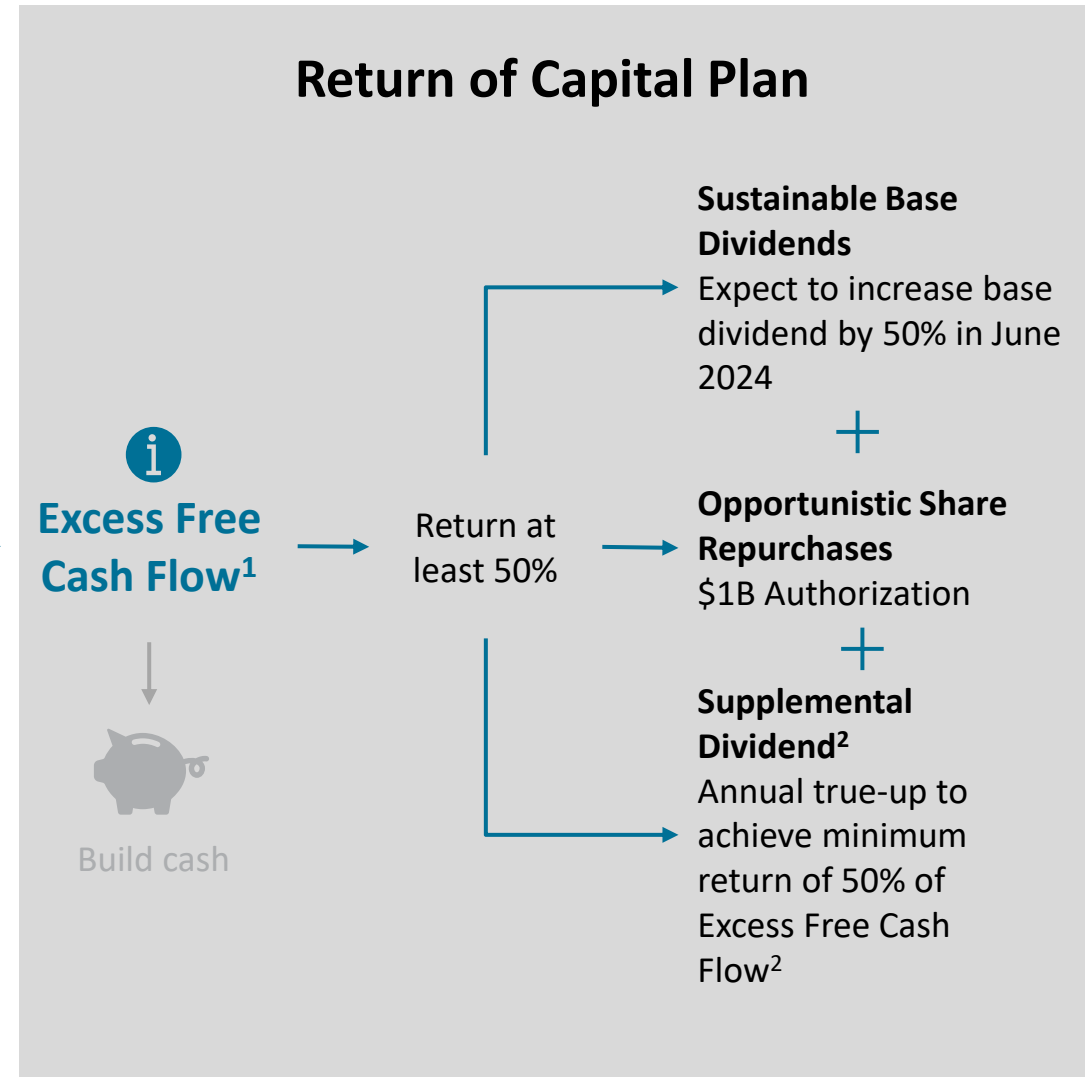 Return of Capital Plan
Sustainable Base
Dividends
Expect to increase base
dividend by 50% in June
2024
+
i
Excess Free
Cash Flow¹
Return at
least 50%
Opportunistic Share
Repurchases
$1B Authorization
+
Supplemental
Dividend²
Annual true-up to
achieve minimum
return of 50% of
Excess Free Cash
Flow²
Build cash